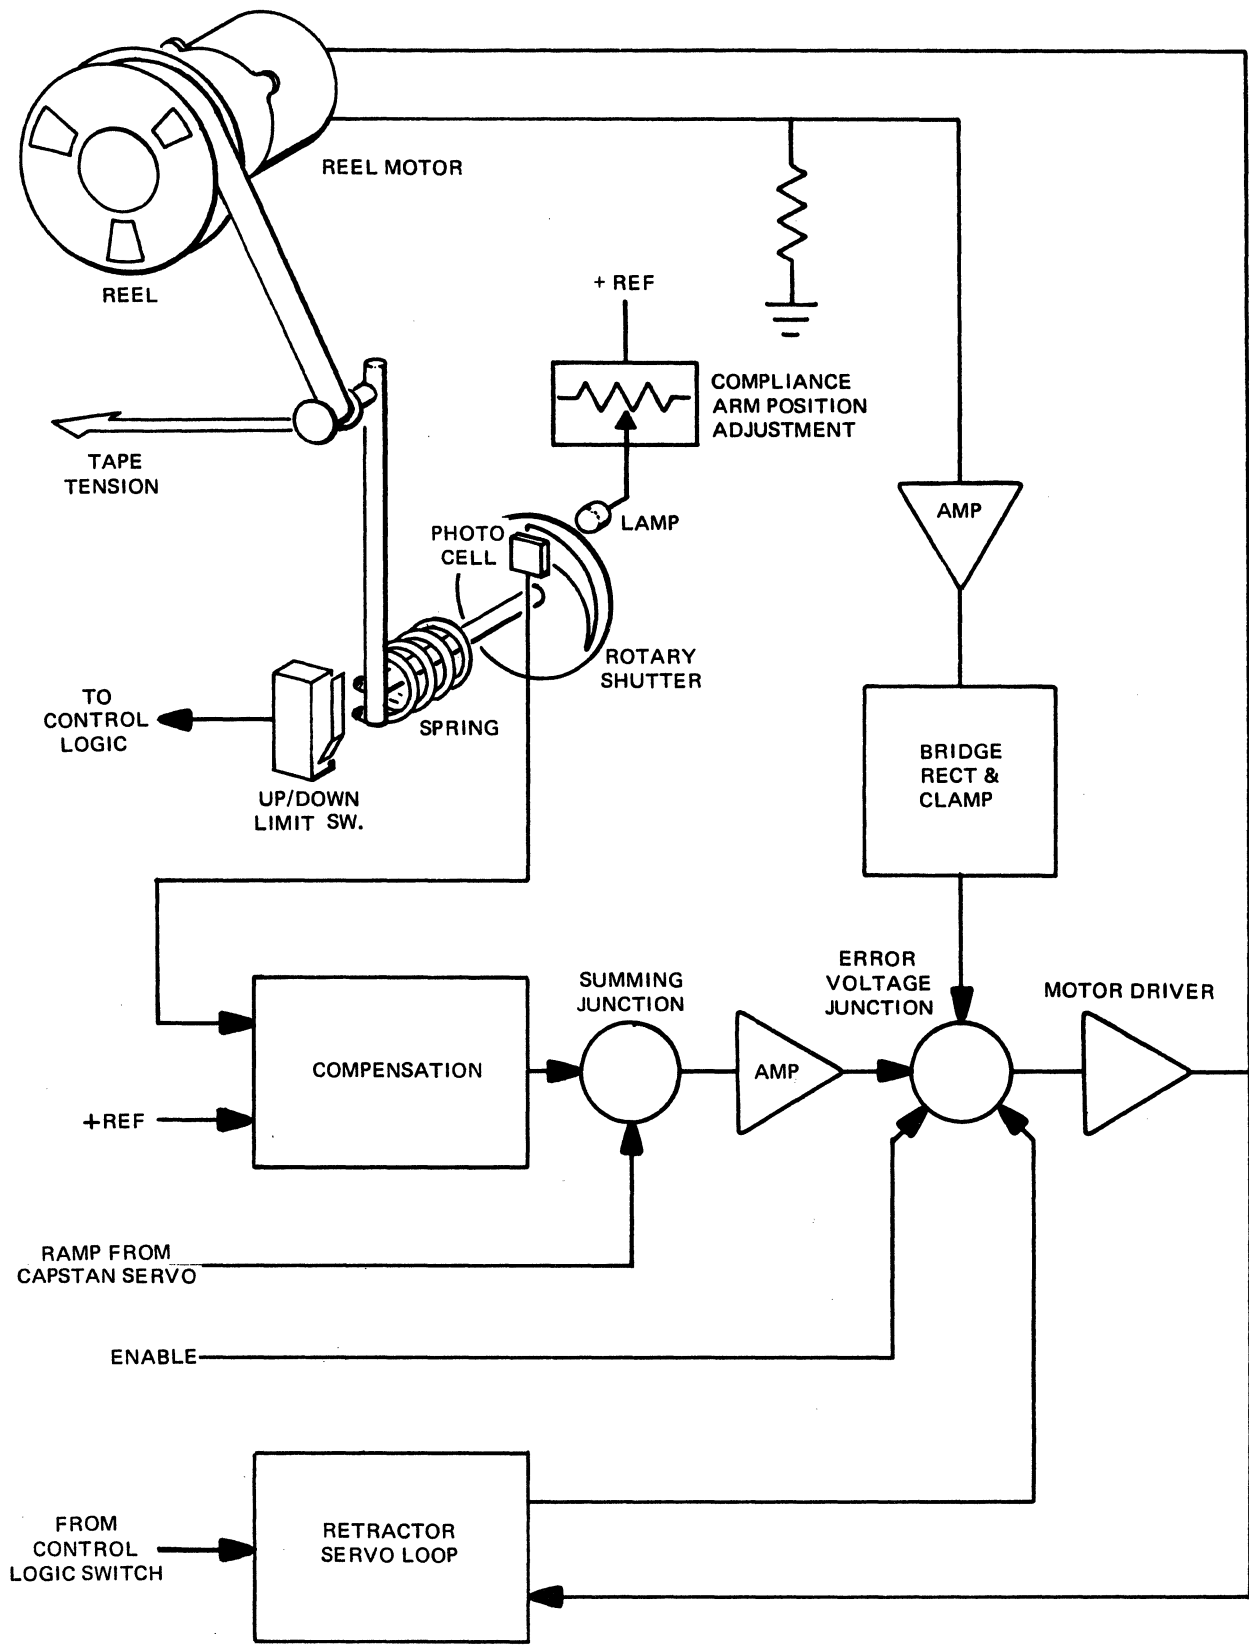 REEL MOTOR
REEL
+ REF
COMPLIANCE
ARM POSITION
ADJUSTMENT
TAPE
TENSION
AMP
LAMP
PHOTO
CELL
ROTARY
SHUTTER
TO
CONTROL
LOGIC
SPRING
BRIDGE
RECT &
CLAMP
UP/DOWN
LIMIT SW.
ERROR
VOLTAGE
JUNCTION
SUMMING
JUNCTION
MOTOR DRIVER
COMPENSATION
AMP
+REF
RAMP FROM
CAPSTAN SERVO
ENABLE
FROM
CONTROL
LOGIC SWITCH
RETRACTOR
SERVO LOOP